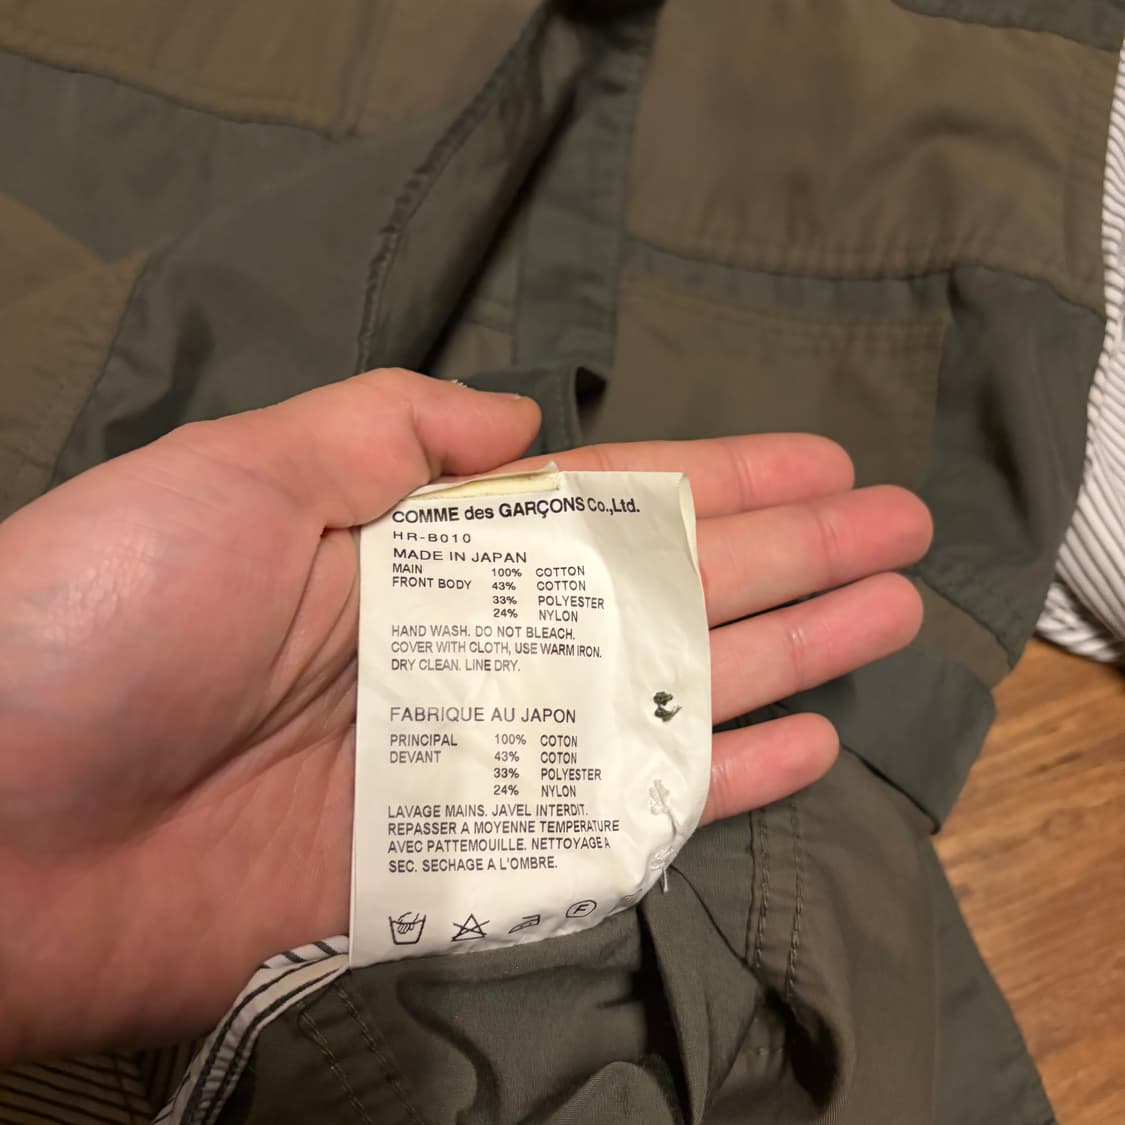 COMME des GARÇONS Co.,Ltd.
HR-B010
MADE IN JAPAN
MAIN 100% COTTON
FRONT BODY 43% COTTON
33% POLYESTER
24% NYLON
HAND WASH. DO NOT BLEACH.
COVER WITH CLOTH, USE WARM IRON.
DRY CLEAN. LINE DRY.
FABRIQUE AU JAPON
PRINCIPAL 100% COTON
DEVANT 43% COTON
33% POLYESTER
24% NYLON
LAVAGE MAINS. JAVEL INTERDIT.
REPASSER A MOYENNE TEMPERATURE
AVEC PATTEMOUILLE. NETTOYAGE A
SEC. SECHAGE A L'OMBRE.
F